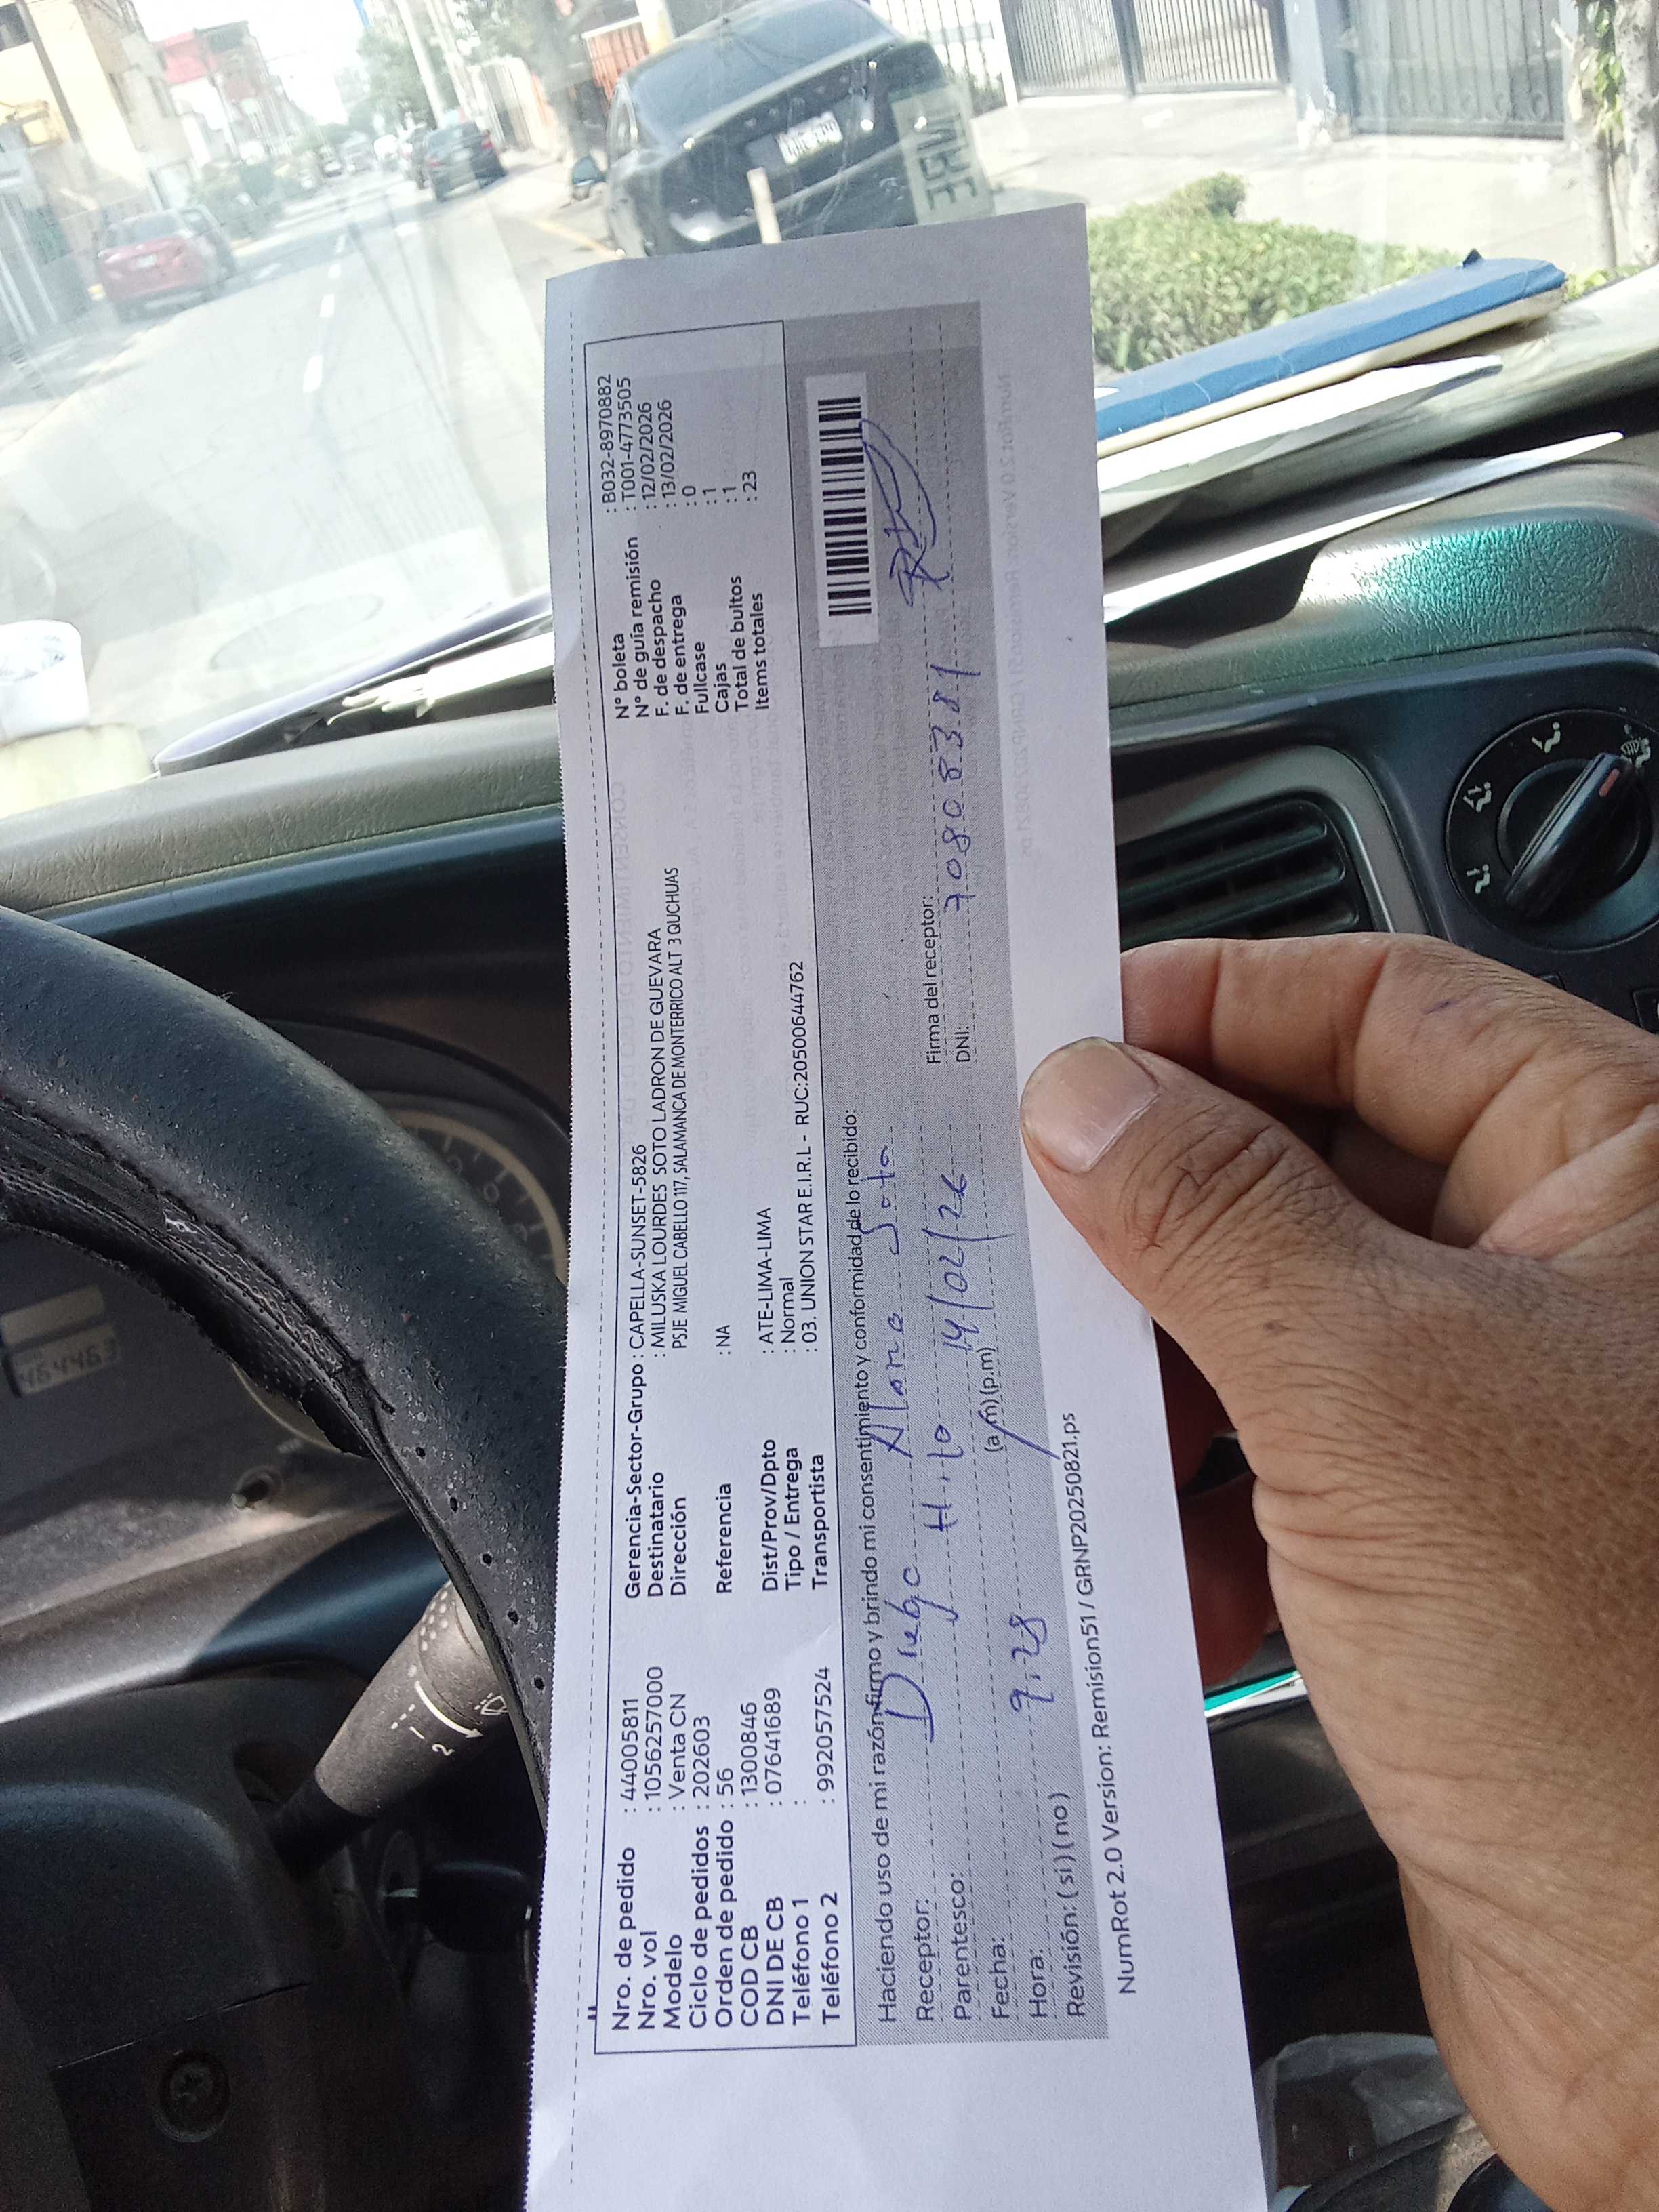 Nro. de pedido : 44005811
Nro. vol : 1056257000
Modelo : Venta CN
Ciclo de pedidos : 202603
Orden de pedido : 56
COD CB : 1300846
DNI DE CB : 07641689
Teléfono 1 :
Teléfono 2 : 992057524
Gerencia-Sector-Grupo : CAPELLA-SUNSET-5826
Destinatario : MILUSKA LOURDES SOTO LADRON DE GUEVARA
Dirección PSJE MIGUEL CABELLO 117, SALAMANCA DE MONTERRICO ALT 3 QUCHUAS
Referencia : NA
Dist/Prov/Dpto : ATE-LIMA-LIMA
Tipo / Entrega : Normal
Transportista : 03. UNION STAR E.I.R.L - RUC:20500644762
N° boleta : B032-8970882
N° de guía remisión : T001-4773505
F. de despacho : 12/02/2026
F. de entrega : 13/02/2026
Fullcase : 0
Cajas : 1
Total de bultos : 1
Items totales : 23
Haciendo uso de mi razón firmo y brindo mi consentimiento y conformidad de lo recibido:
Receptor: Diego Alamo Soto
Parentesco: Hijo
Fecha: 14/02/26
Hora: 9:28 (a.m) (p.m)
Revisión: ( si ) ( no )
Firma del receptor:
DNI: 70808381
NumRot 2.0 Version: Remision51 / GRNP20250821.ps
464463
2